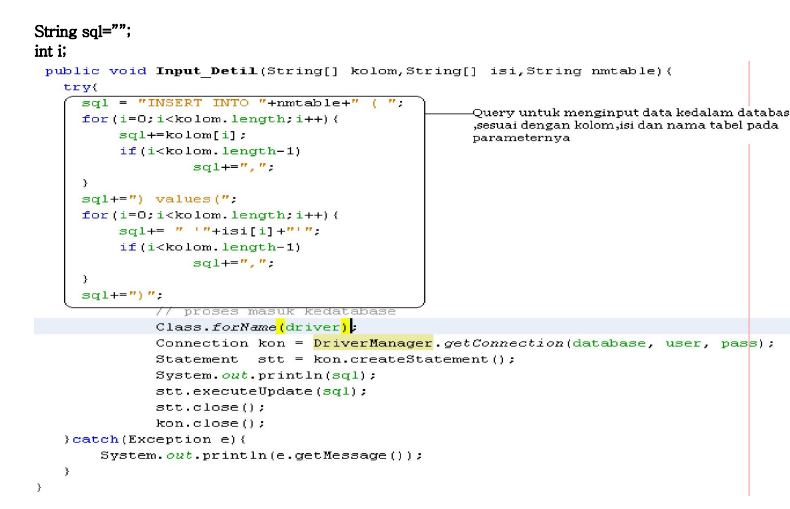 String sql="";
int i;
public void Input_Detil(String[] kolom,String[] isi,String nmtable){
try{
sql = "INSERT INTO "+nmtable+" ( ";
for(i=0;i<kolom.length;i++){
sql+=kolom[i];
if(i<kolom.length-1)
sql+=",";
}
sql+=") values(";
for(i=0;i<kolom.length;i++){
sql+= " '"+isi[i]+"'";
if(i<kolom.length-1)
sql+=",";
}
sql+=")";
Query untuk menginput data kedalam databas
,sesuai dengan kolom,isi dan nama tabel pada
parameternya
// proses masuk kedatabase
Class.forName(driver);
Connection kon = DriverManager.getConnection(database, user, pass);
Statement stt = kon.createStatement();
System.out.println(sql);
stt.executeUpdate(sql);
stt.close();
kon.close();
}catch(Exception e){
System.out.println(e.getMessage());
}
}